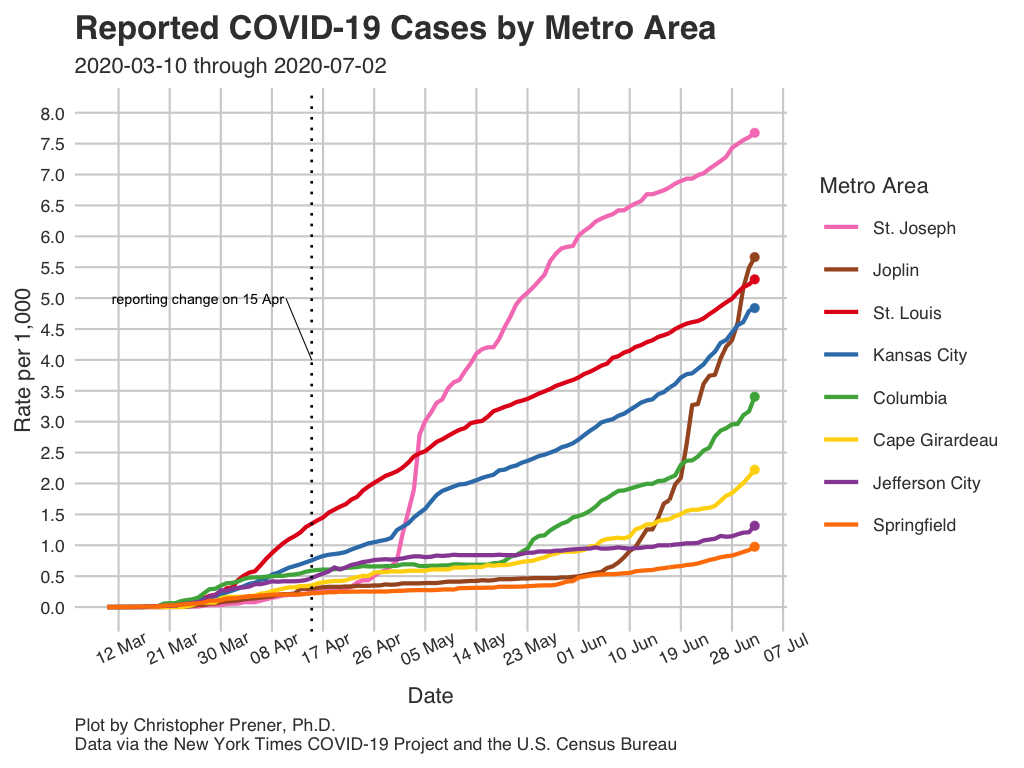 Reported COVID-19 Cases by Metro Area
2020-03-10 through 2020-07-02
8.0
7.5
7.0
6.5
6.0
5.5
5.0
4.5
4.0
3.5
3.0
2.5
2.0
1.5
1.0
0.5
0.0
Rate per 1,000
reporting change on 15 Apr
12 Mar
21 Mar
30 Mar
08 Apr
17 Apr
26 Apr
05 May
14 May
23 May
01 Jun
10 Jun
19 Jun
28 Jun
07 Jul
Date
Metro Area
St. Joseph
Joplin
St. Louis
Kansas City
Columbia
Cape Girardeau
Jefferson City
Springfield
Plot by Christopher Prener, Ph.D.
Data via the New York Times COVID-19 Project and the U.S. Census Bureau